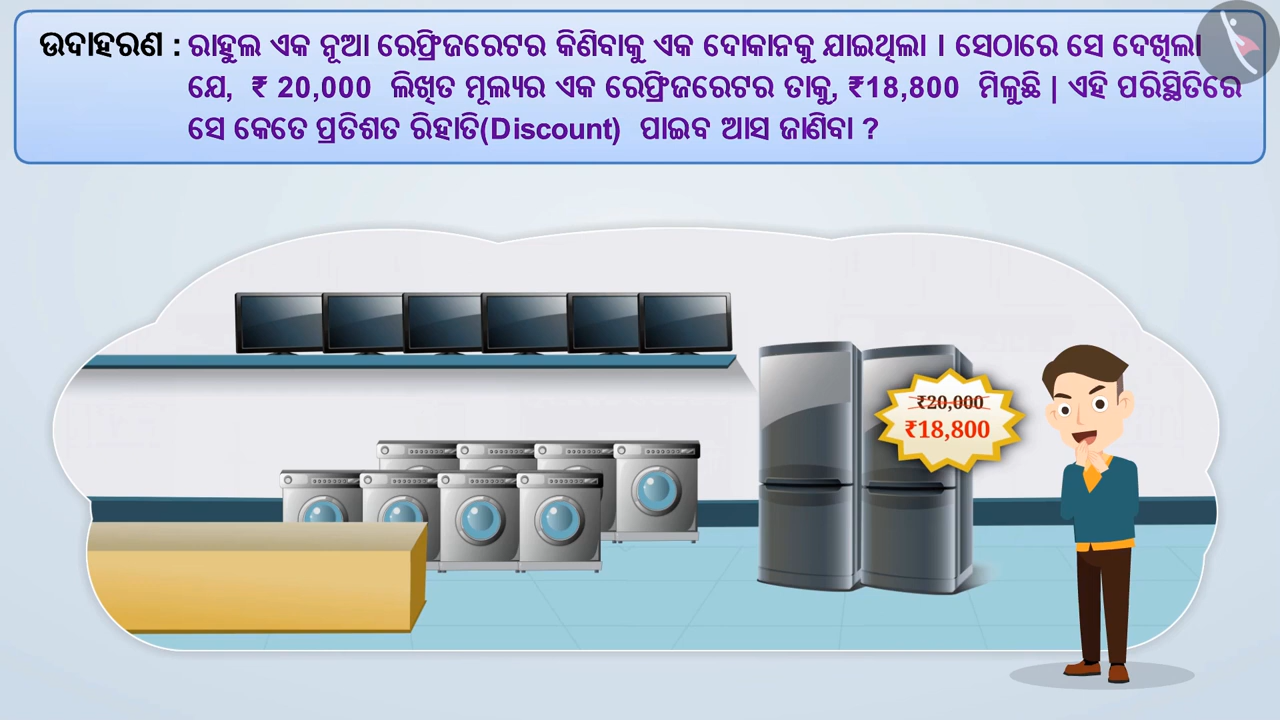 ଉଦାହରଣ : ରାହୁଲ ଏକ ନୂଆ ରେଫ୍ରିଜରେଟର କିଣିବାକୁ ଏକ ଦୋକାନକୁ ଯାଇଥିଲା । ସେଠାରେ ସେ ଦେଖିଲା
ଯେ, ₹ 20,000 ଲିଖିତ ମୂଲ୍ୟର ଏକ ରେଫ୍ରିଜରେଟର ତାକୁ, ₹18,800 ମିଳୁଛି | ଏହି ପରିସ୍ଥିତିରେ
ସେ କେତେ ପ୍ରତିଶତ ରିହାତି(Discount) ପାଇବ ଆସ ଜାଣିବା ?
₹20,000
₹18,800